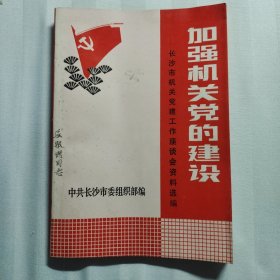 加强机关党的建设
长沙市机关党建工作座谈会资料选编
中共长沙市委组织部编